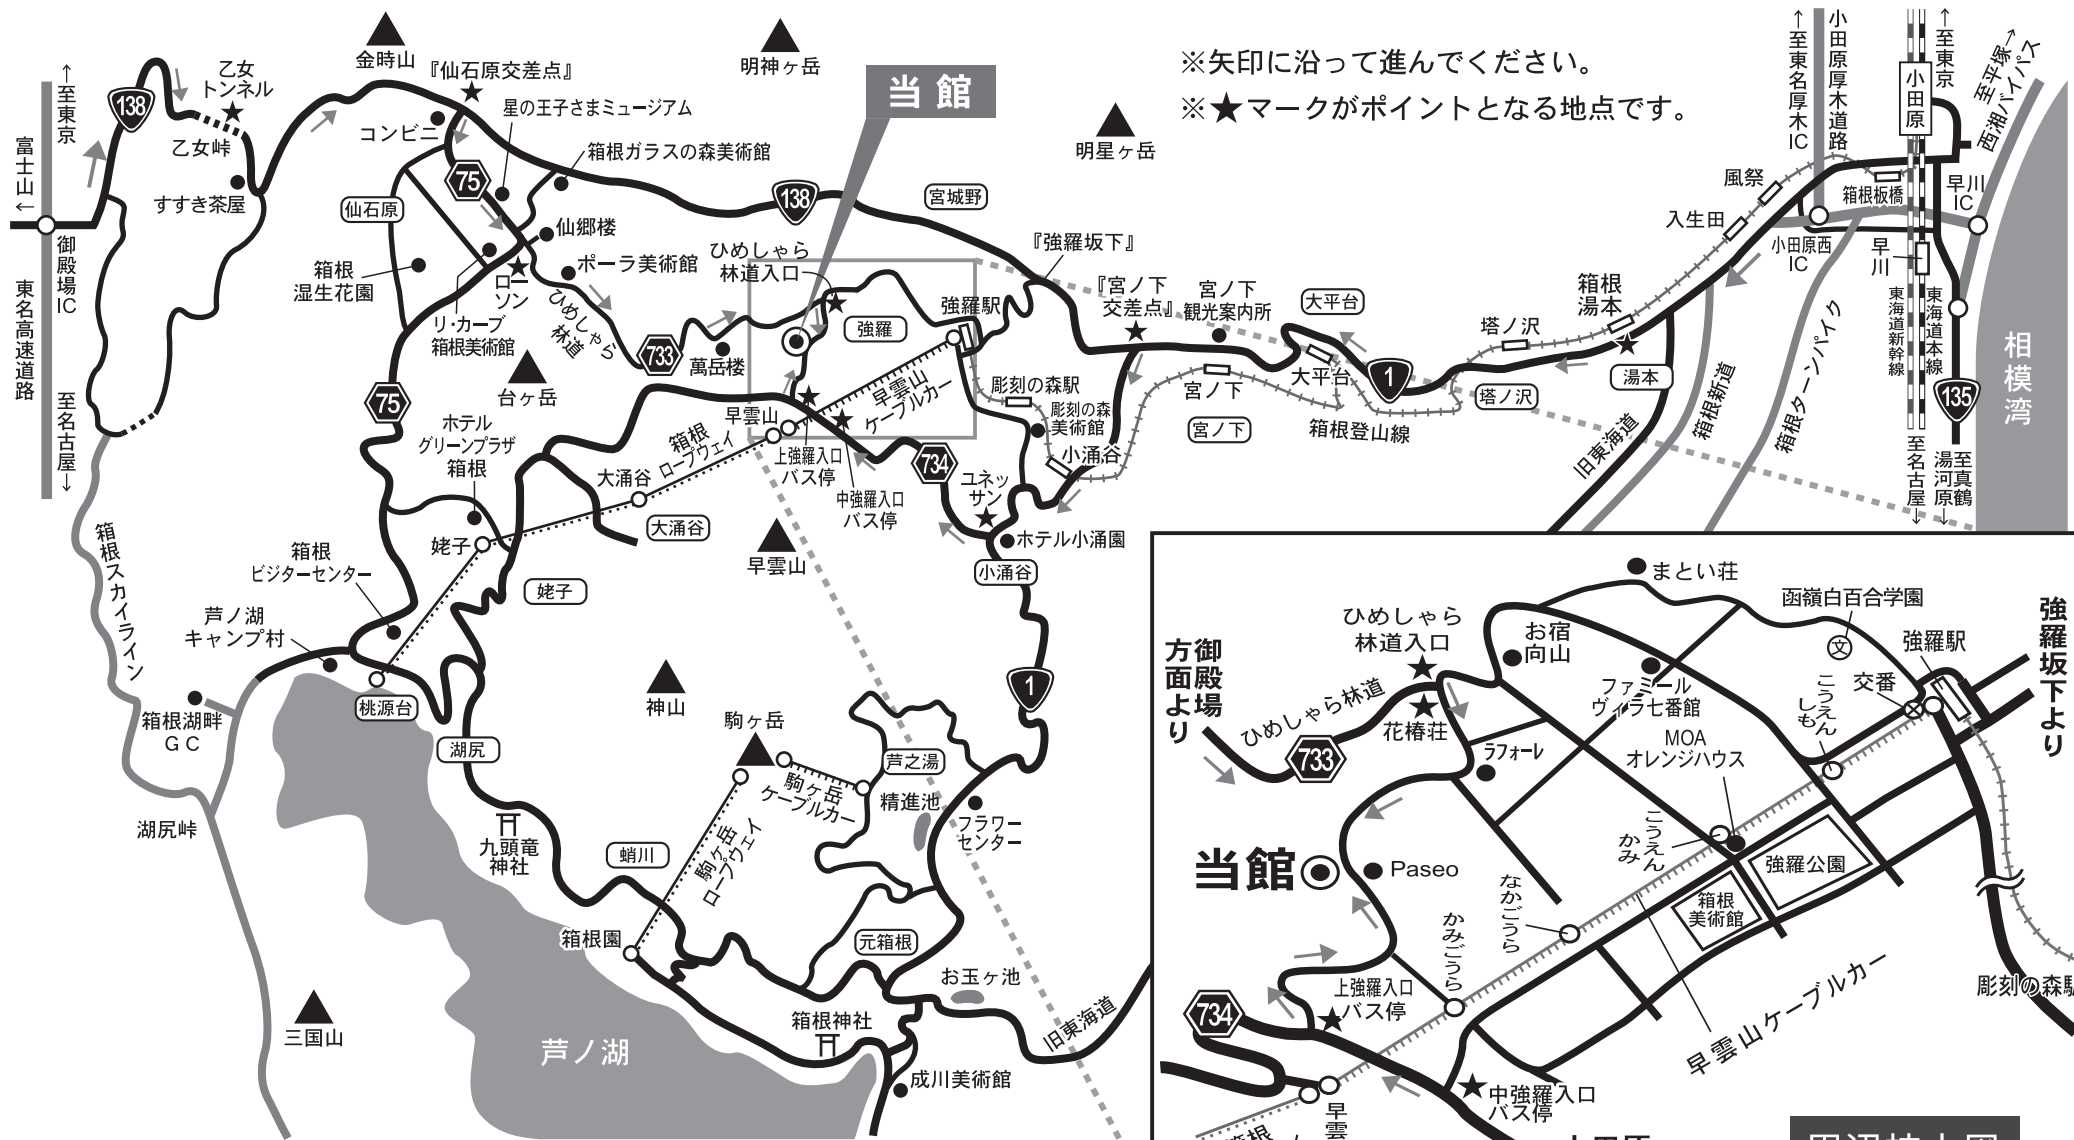 ※矢印に沿って進んでください。
※★マークがポイントとなる地点です。
当 館
金時山
明神ヶ岳
明星ヶ岳
『仙石原交差点』
星の王子さまミュージアム
コンビニ
箱根ガラスの森美術館
乙女
トンネル
乙女峠
すすき茶屋
138
←至東京
富士山←
御殿場IC
東名高速道路
至名古屋→
75
仙石原
仙郷楼
箱根
湿生花園
ポーラ美術館
ローソン
リ・カーブ
箱根美術館
ひめしゃら
林道
ひめしゃら
林道入口
138
宮城野
強羅駅
『強羅坂下』
強羅
733
萬岳楼
台ヶ岳
75
『宮ノ下
交差点』
宮ノ下
観光案内所
大平台
大平台
宮ノ下
宮ノ下
1
塔ノ沢
塔ノ沢
箱根
湯本
湯本
箱根登山線
入生田
風祭
箱根板橋
小田原
←至東名厚木IC
小田原厚木道路
←至東京
至平塚→
西湘バイパス
早川
IC
小田原西
IC
早川
東海道新幹線
東海道本線
135
相模湾
至名古屋→
湯河原→
至真鶴
箱根ターンパイク
箱根新道
旧東海道
早雲山
早雲山
ケーブルカー
彫刻の森駅
彫刻の森
美術館
小涌谷
上強羅入口
バス停
中強羅入口
バス停
734
ユネッ
サン
ホテル小涌園
小涌谷
早雲山
箱根
ロープウェイ
大涌谷
大涌谷
ホテル
グリーンプラザ
箱根
姥子
姥子
箱根
ビジターセンター
芦ノ湖
キャンプ村
箱根スカイライン
箱根湖畔
GC
桃源台
湖尻
湖尻峠
神山
駒ヶ岳
駒ヶ岳
ケーブルカー
駒ヶ岳
ロープウェイ
芦之湯
精進池
フラワー
センター
1
九頭竜
神社
蛸川
箱根園
元箱根
お玉ヶ池
旧東海道
箱根神社
成川美術館
芦ノ湖
三国山
まとい荘
函嶺白百合学園
文
強羅駅
強羅坂下より
交番
ひめしゃら
林道入口
お宿
向山
御殿場
方面より
ひめしゃら林道
733
花椿荘
ラフォーレ
ファミール
ヴィラ七番館
MOA
オレンジハウス
こうえん
しも
こうえん
かみ
なかごうら
かみごうら
当館
Paseo
強羅公園
箱根
美術館
彫刻の森駅
早雲山ケーブルカー
上強羅入口
バス停
734
中強羅入口
バス停
早雲
箱根